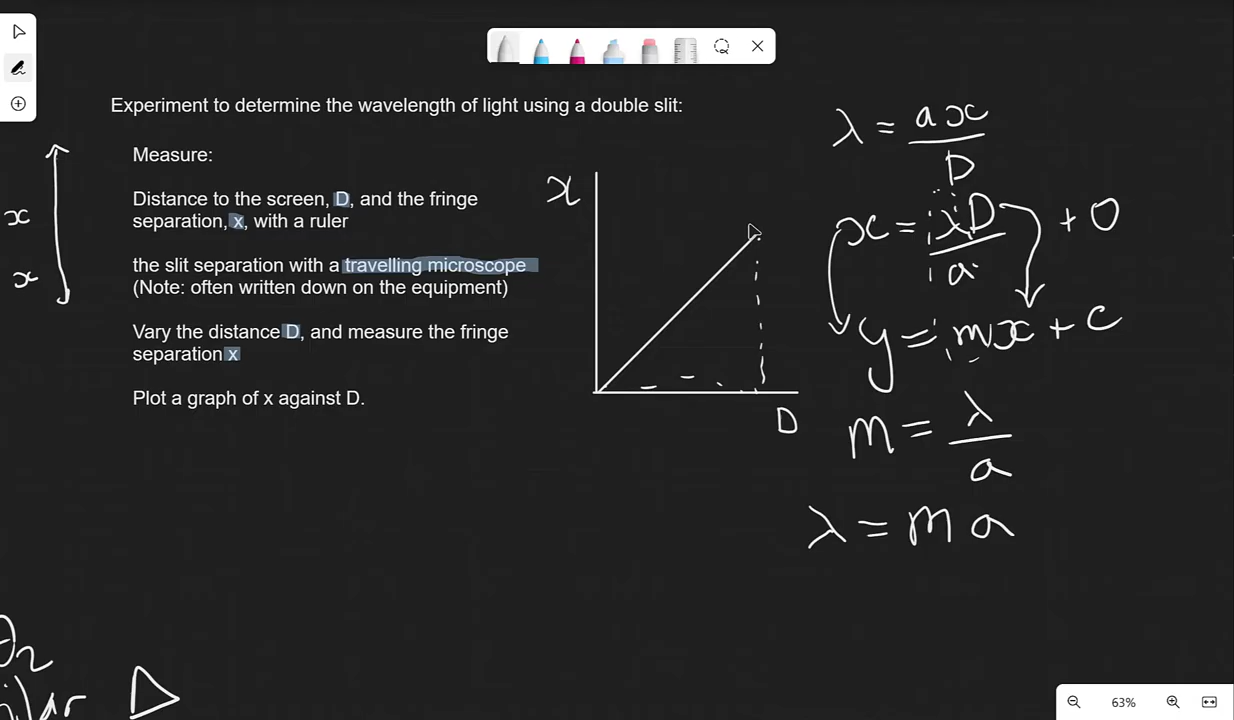 Experiment to determine the wavelength of light using a double slit:
Measure:
Distance to the screen, D, and the fringe
separation, x, with a ruler
the slit separation with a travelling microscope
(Note: often written down on the equipment)
Vary the distance D, and measure the fringe
separation x
Plot a graph of x against D.
x
x
x
D
λ = ax/D
x = λD/a + 0
y = mx + c
m = λ/a
λ = ma
θ2
63%